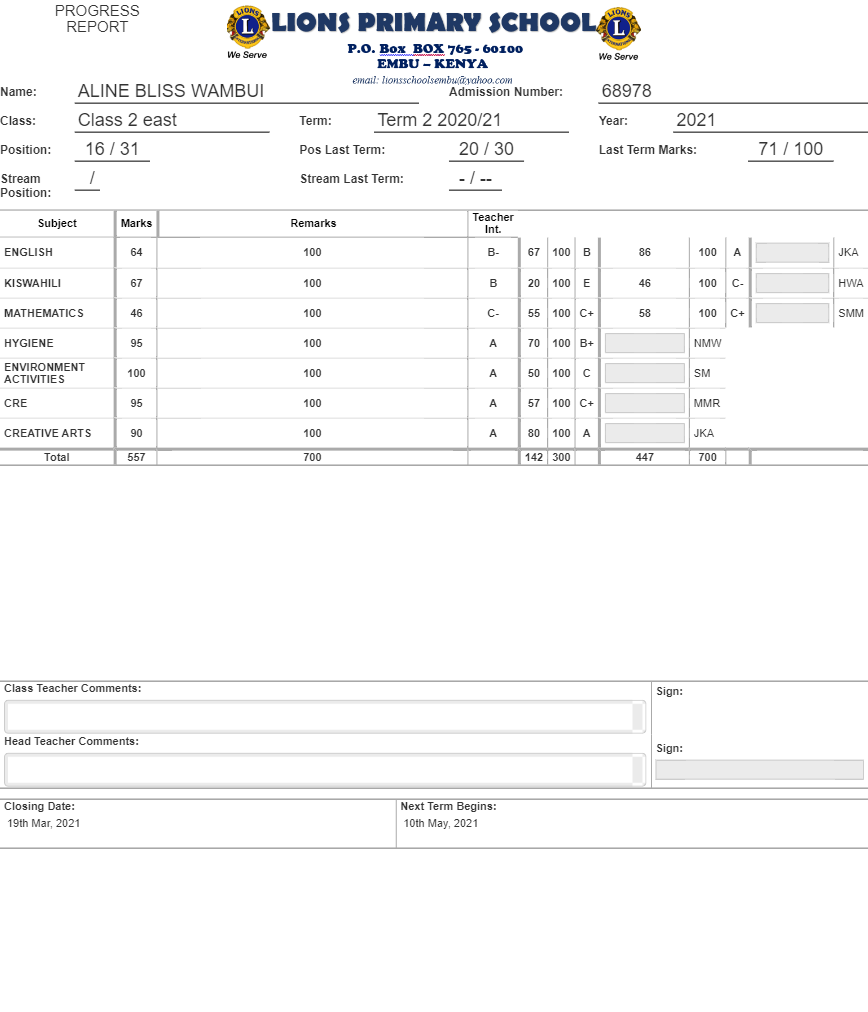 PROGRESS
REPORT
LIONS
L
INTERNATIONAL
We Serve
LIONS PRIMARY SCHOOL
P.O. Box BOX 765 - 60100
EMBU – KENYA
email: lionsschoolsembu@yahoo.com
LIONS
L
INTERNATIONAL
We Serve
Name: ALINE BLISS WAMBUI Admission Number: 68978
Class: Class 2 east Term: Term 2 2020/21 Year: 2021
Position: 16 / 31 Pos Last Term: 20 / 30 Last Term Marks: 71 / 100
Stream Position: / Stream Last Term: - / --
Subject Marks Remarks Teacher Int.
ENGLISH 64 100 B- 67 100 B 86 100 A JKA
KISWAHILI 67 100 B 20 100 E 46 100 C- HWA
MATHEMATICS 46 100 C- 55 100 C+ 58 100 C+ SMM
HYGIENE 95 100 A 70 100 B+ NMW
ENVIRONMENT ACTIVITIES 100 100 A 50 100 C SM
CRE 95 100 A 57 100 C+ MMR
CREATIVE ARTS 90 100 A 80 100 A JKA
Total 557 700 142 300 447 700
Class Teacher Comments: Sign:
Head Teacher Comments: Sign:
Closing Date: Next Term Begins:
19th Mar, 2021 10th May, 2021